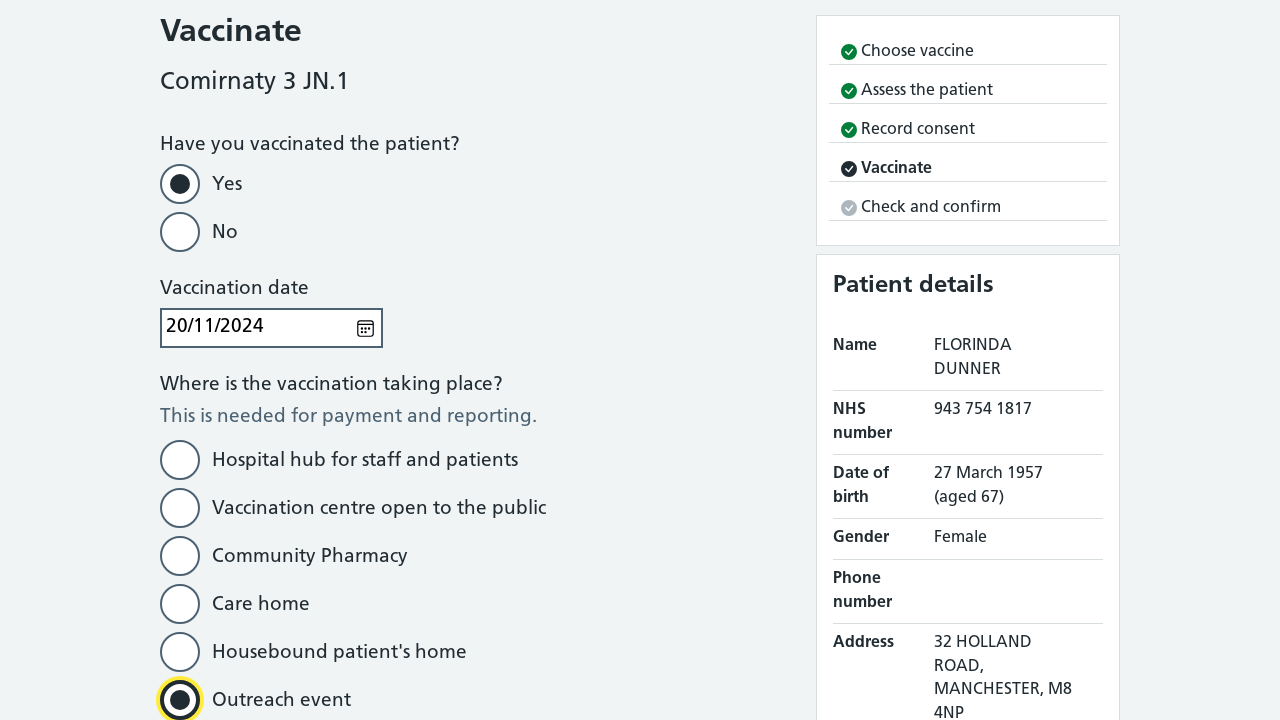 Vaccinate
Comirnaty 3 JN.1
Have you vaccinated the patient?
Yes
No
Vaccination date
20/11/2024
Where is the vaccination taking place?
This is needed for payment and reporting.
Hospital hub for staff and patients
Vaccination centre open to the public
Community Pharmacy
Care home
Housebound patient's home
Outreach event
Choose vaccine
Assess the patient
Record consent
Vaccinate
Check and confirm
Patient details
Name FLORINDA
DUNNER
NHS 943 754 1817
number
Date of 27 March 1957
birth (aged 67)
Gender Female
Phone
number
Address 32 HOLLAND
ROAD,
MANCHESTER, M8
4NP